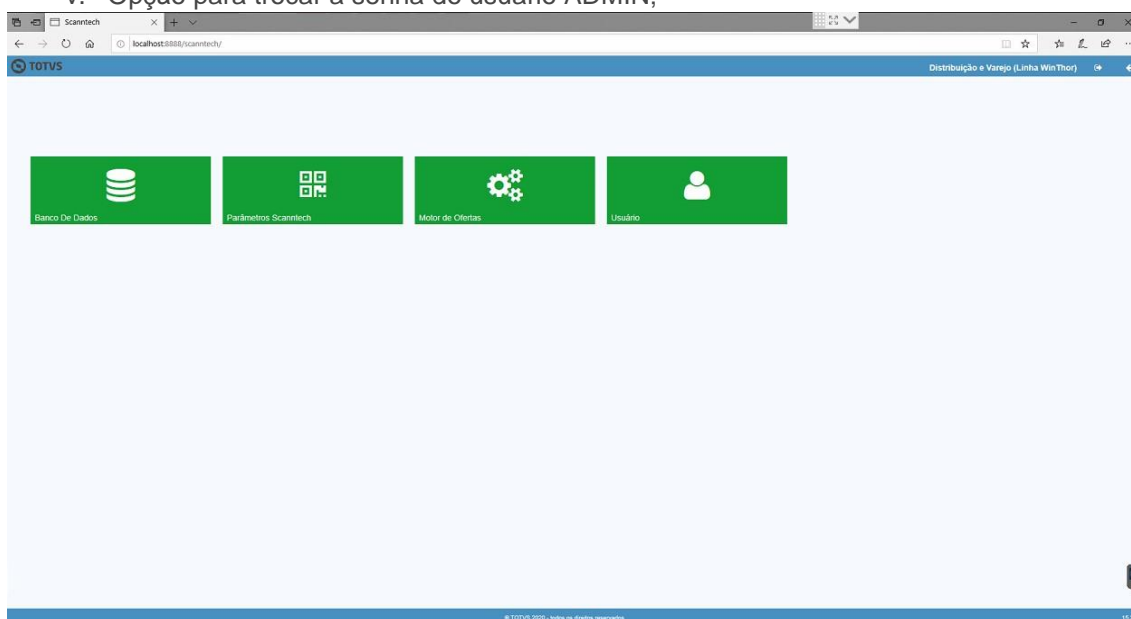 v. Opção para trocar a senha do usuário ADMIN;
Scanntech
localhost:8888/scanntech/
TOTVS
Distribuição e Varejo (Linha WinThor)
Banco De Dados
Parâmetros Scanntech
Motor de Ofertas
Usuário
© TOTVS 2020 - todos os direitos reservados